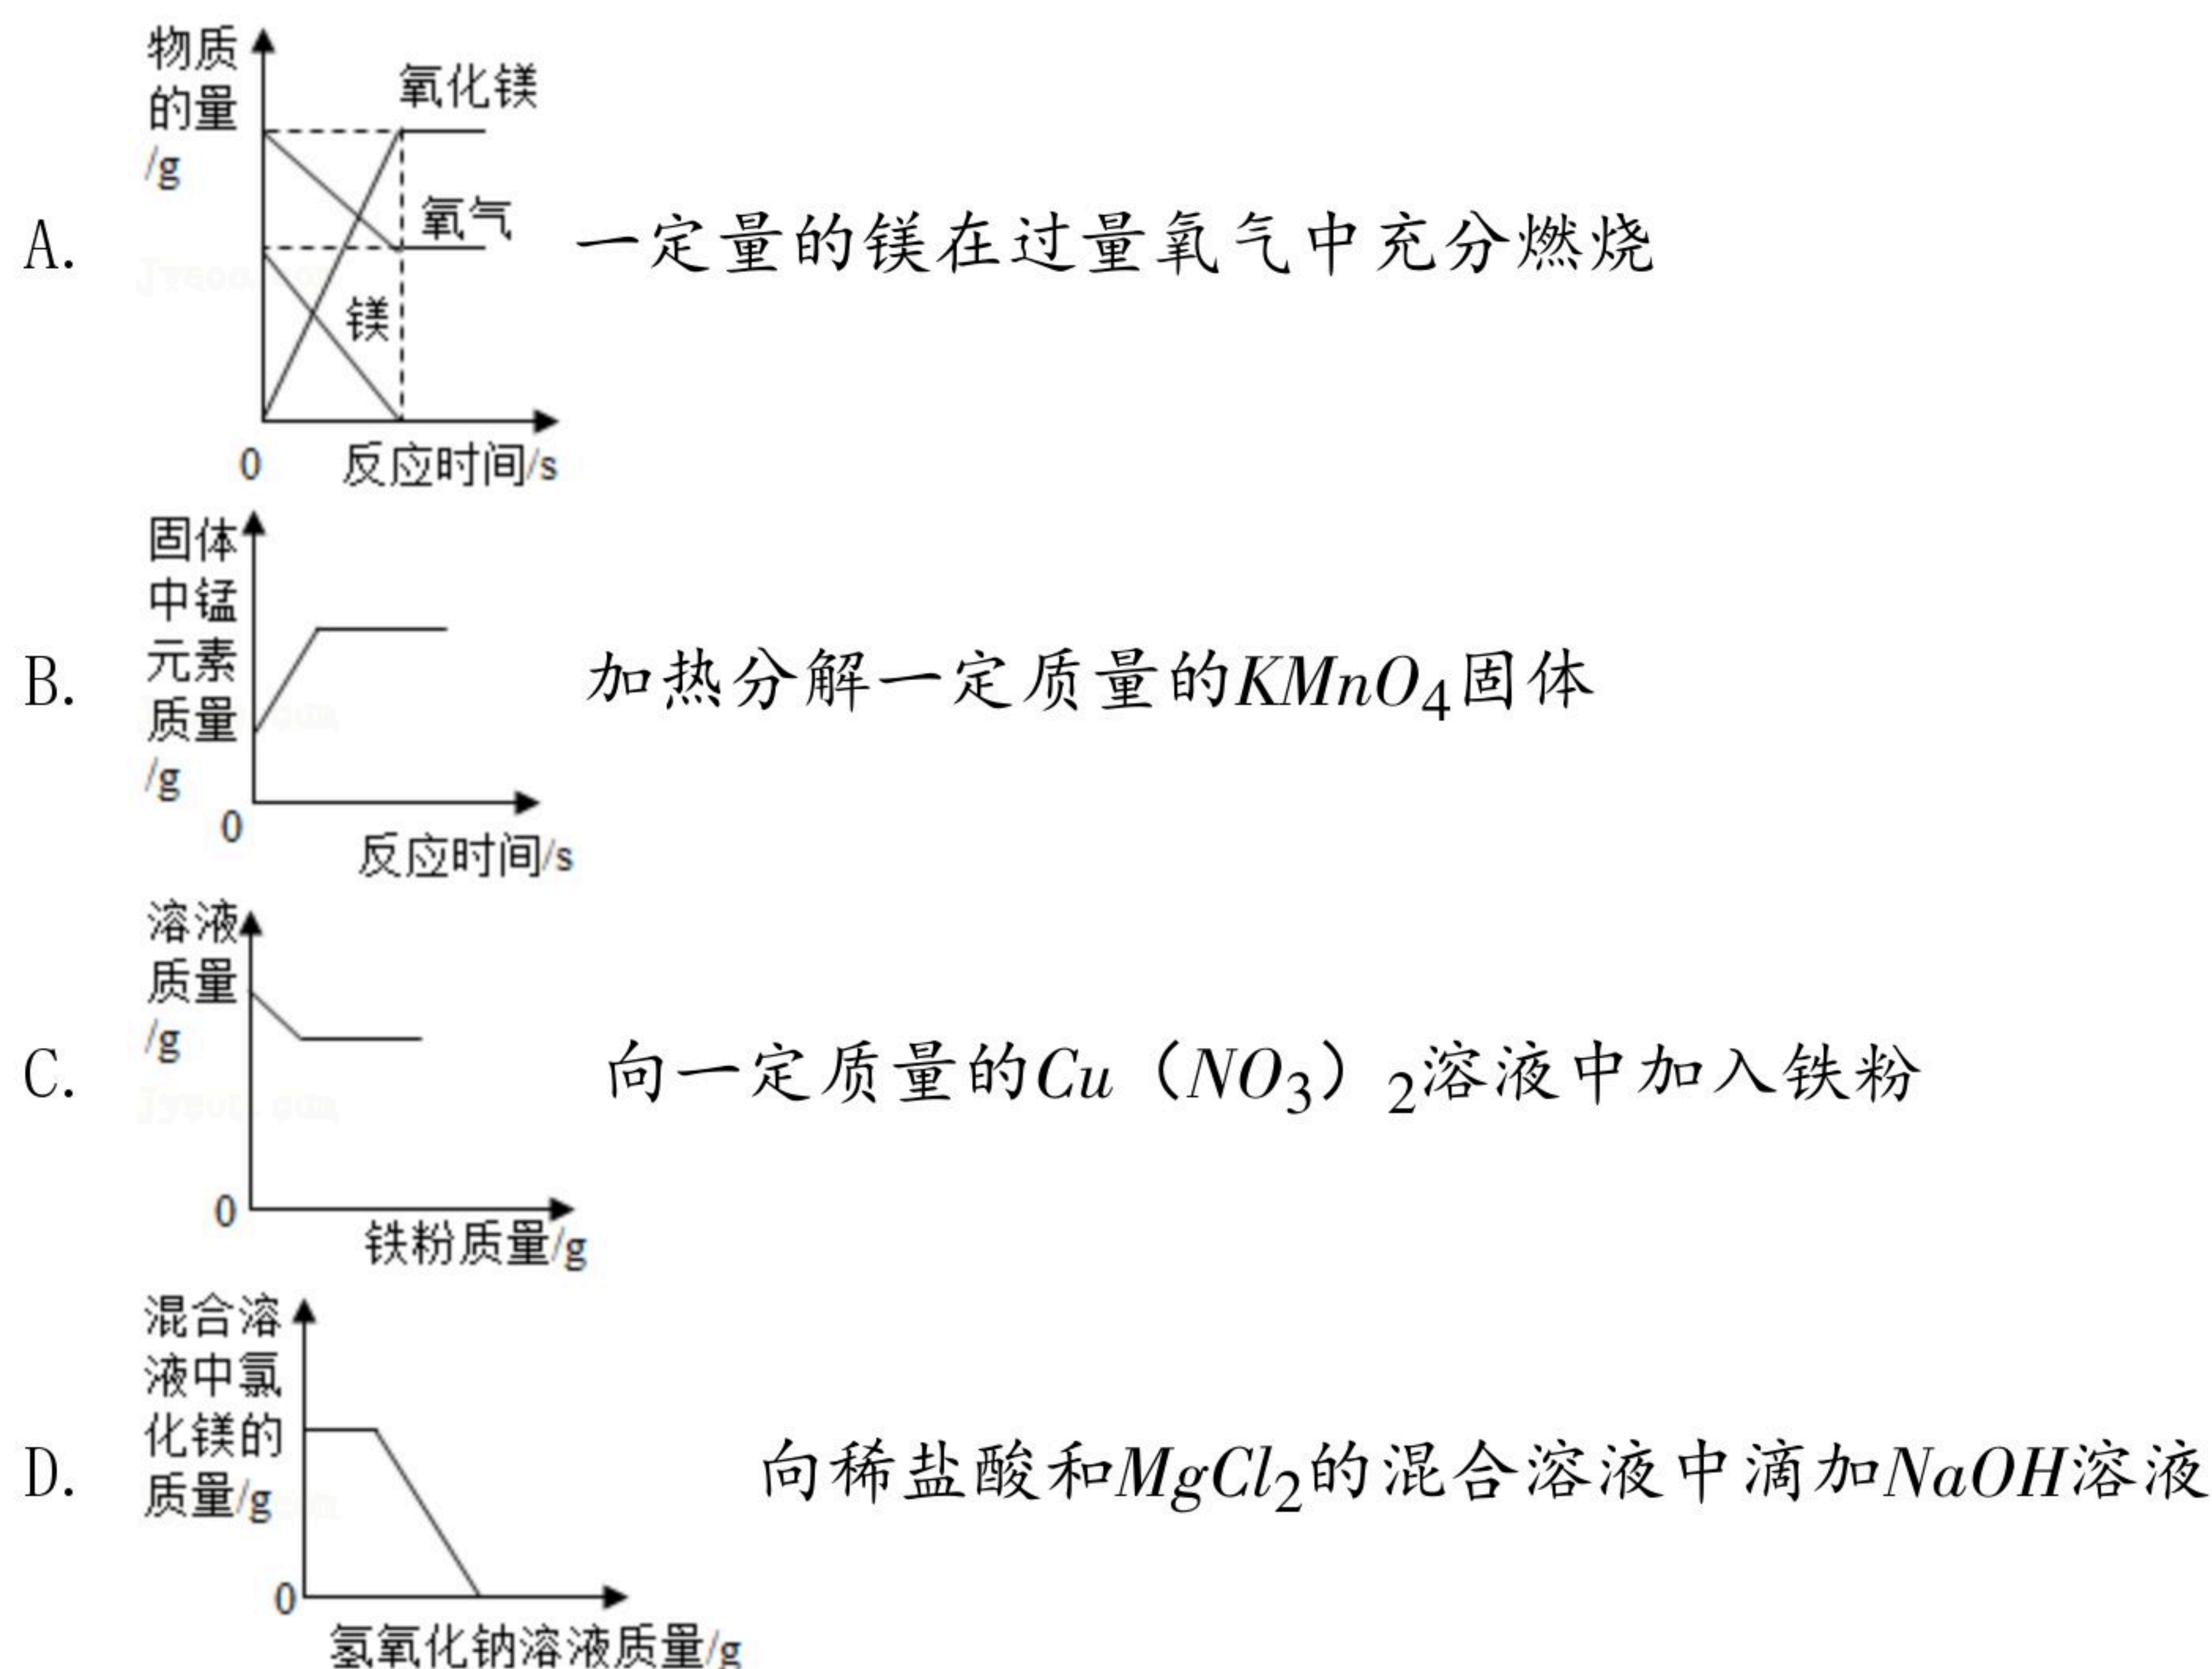 物质
的量
/g
氧化镁
氧气
镁
0
反应时间/s
A.
一定量的镁在过量氧气中充分燃烧
固体
中锰
元素
质量
/g
0
反应时间/s
B.
加热分解一定质量的KMnO4固体
溶液
质量
/g
0
铁粉质量/g
C.
向一定质量的Cu（NO3）2溶液中加入铁粉
混合溶
液中氯
化镁的
质量/g
0
氢氧化钠溶液质量/g
D.
向稀盐酸和MgCl2的混合溶液中滴加NaOH溶液